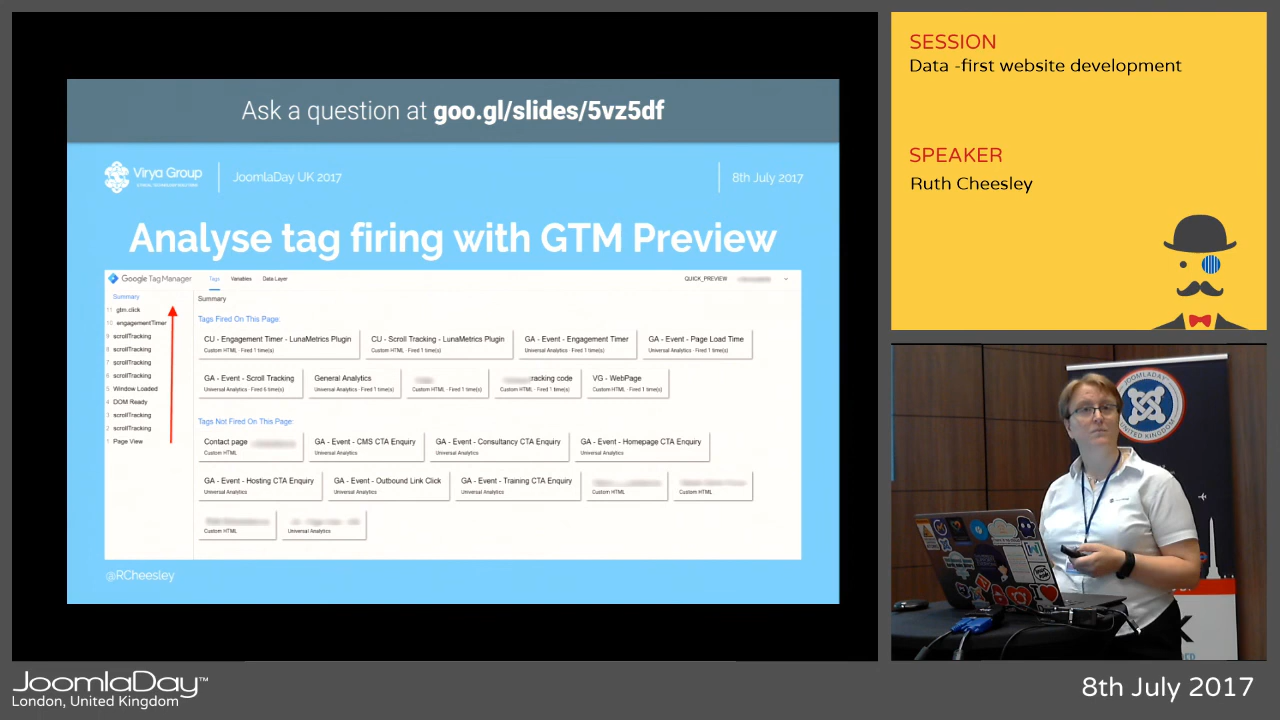 Ask a question at goo.gl/slides/5vz5df
Virya Group
JoomlaDay UK 2017
8th July 2017
Analyse tag firing with GTM Preview
Google Tag Manager
Tags
Variables
Data Layer
QUICK_PREVIEW
Summary
11 gtm.click
10 engagementTimer
9 scrollTracking
8 scrollTracking
7 scrollTracking
6 scrollTracking
5 Window Loaded
4 DOM Ready
3 scrollTracking
2 scrollTracking
1 Page View
Summary
Tags Fired On This Page:
CU - Engagement Timer - LunaMetrics Plugin
Custom HTML - Fired 1 time(s)
CU - Scroll Tracking - LunaMetrics Plugin
Custom HTML - Fired 1 time(s)
GA - Event - Engagement Timer
Universal Analytics - Fired 1 time(s)
GA - Event - Page Load Time
Universal Analytics - Fired 1 time(s)
GA - Event - Scroll Tracking
Universal Analytics - Fired 6 time(s)
General Analytics
Universal Analytics - Fired 1 time(s)
Custom HTML - Fired 1 time(s)
racking code
Custom HTML - Fired 1 time(s)
VG - WebPage
Custom HTML - Fired 1 time(s)
Tags Not Fired On This Page:
Contact page
Custom HTML
GA - Event - CMS CTA Enquiry
Universal Analytics
GA - Event - Consultancy CTA Enquiry
Universal Analytics
GA - Event - Homepage CTA Enquiry
Universal Analytics
GA - Event - Hosting CTA Enquiry
Universal Analytics
GA - Event - Outbound Link Click
Universal Analytics
GA - Event - Training CTA Enquiry
Universal Analytics
Custom HTML
Custom HTML
Custom HTML
Universal Analytics
@RCheesley
SESSION
Data -first website development
SPEAKER
Ruth Cheesley
JOOMLADAY
UNITED KINGDOM
JoomlaDay™
London, United Kingdom
8th July 2017